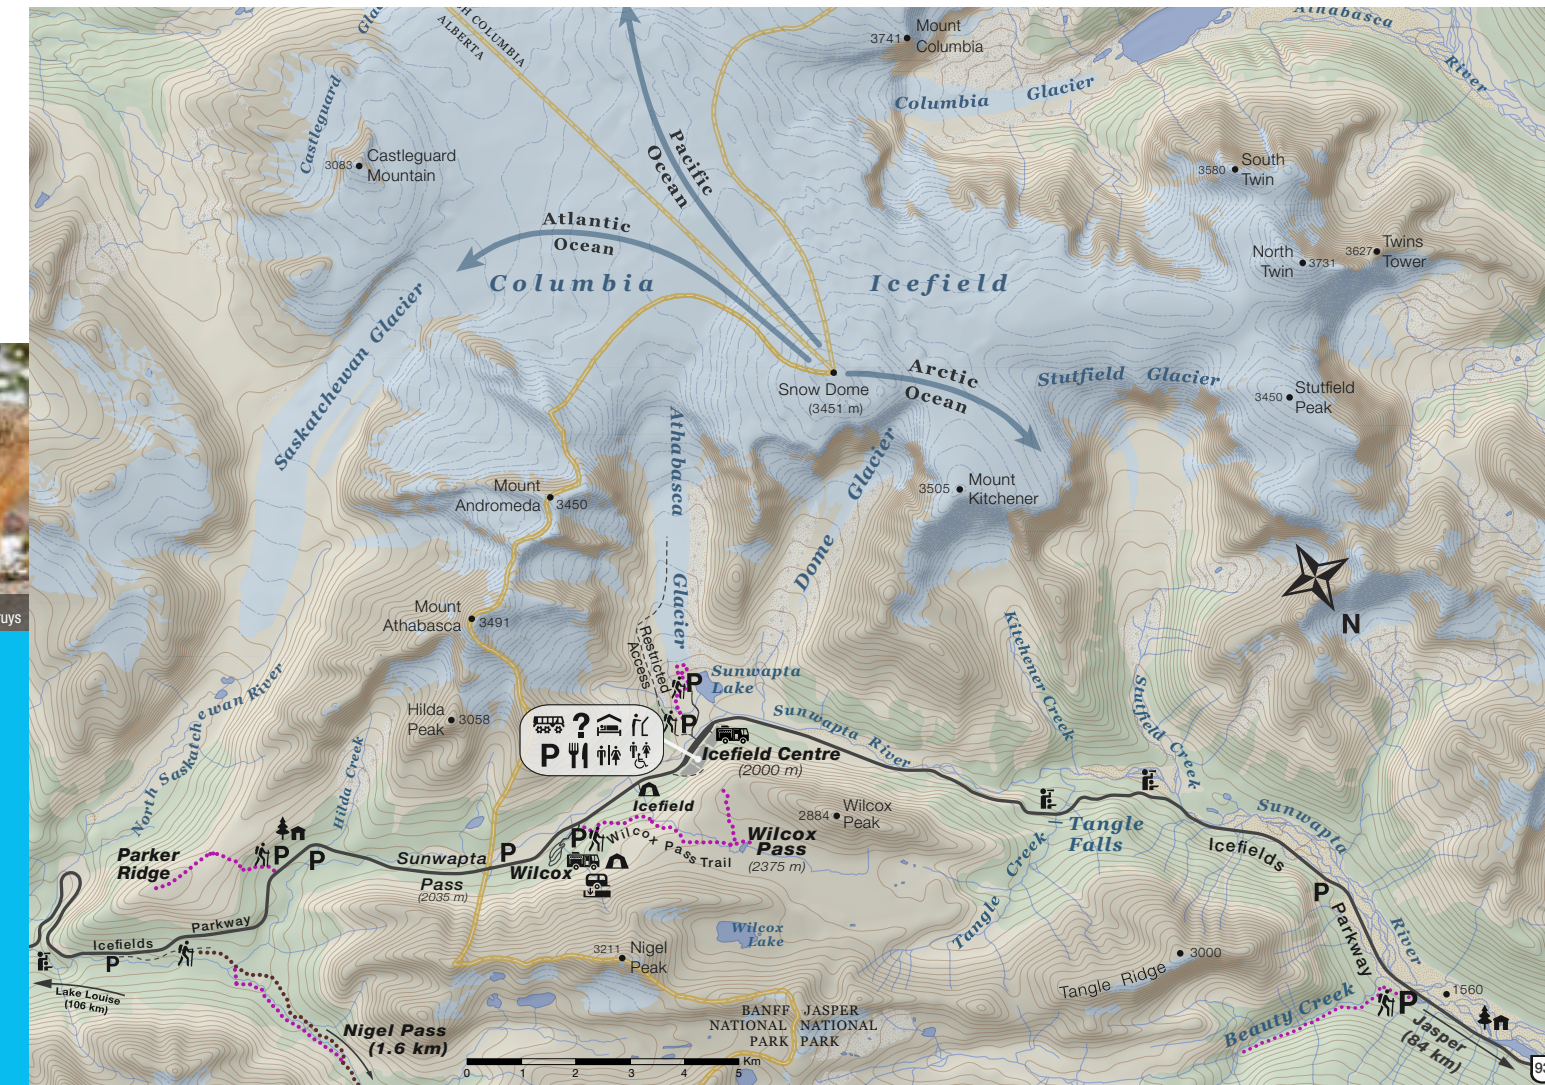 Athabasca
River
Mount
Columbia
3741
H COLUMBIA
ALBERTA
Glac
Castleguard
Columbia Glacier
Pacific
Ocean
3083
Castleguard
Mountain
South
Twin
3580
Atlantic
Ocean
North
Twin
3731
3627
Twins
Tower
Columbia Icefield
Saskatchewan Glacier
Snow Dome
(3451 m)
Arctic
Ocean
Stutfield Glacier
3450
Stutfield
Peak
Athabasca
Glacier
Dome Glacier
Mount
Andromeda
3450
3505
Mount
Kitchener
Mount
Athabasca
3491
N
uys
Restricted
Access
Kitchener Creek
Stutfield Creek
Sunwapta
Lake
P
P
North Saskatchewan River
Hilda
Peak
3058
Hilda Creek
?
P
Sunwapta River
Icefield Centre
(2000 m)
Icefield
2884
Wilcox
Peak
Tangle
Falls
Sunwapta
River
Parker
Ridge
P
P
Sunwapta
Pass
(2035 m)
P
P
Wilcox
Wilcox Pass Trail
Wilcox
Pass
(2375 m)
Tangle Creek
Icefields
Parkway
P
Icefields
Parkway
P
Wilcox
Lake
3211
Nigel
Peak
3000
Tangle Ridge
Lake Louise
(106 km)
Nigel Pass
(1.6 km)
BANFF
NATIONAL
PARK
JASPER
NATIONAL
PARK
Beauty Creek
P
1560
Jasper
(84 km)
93
0 1 2 3 4 5
Km